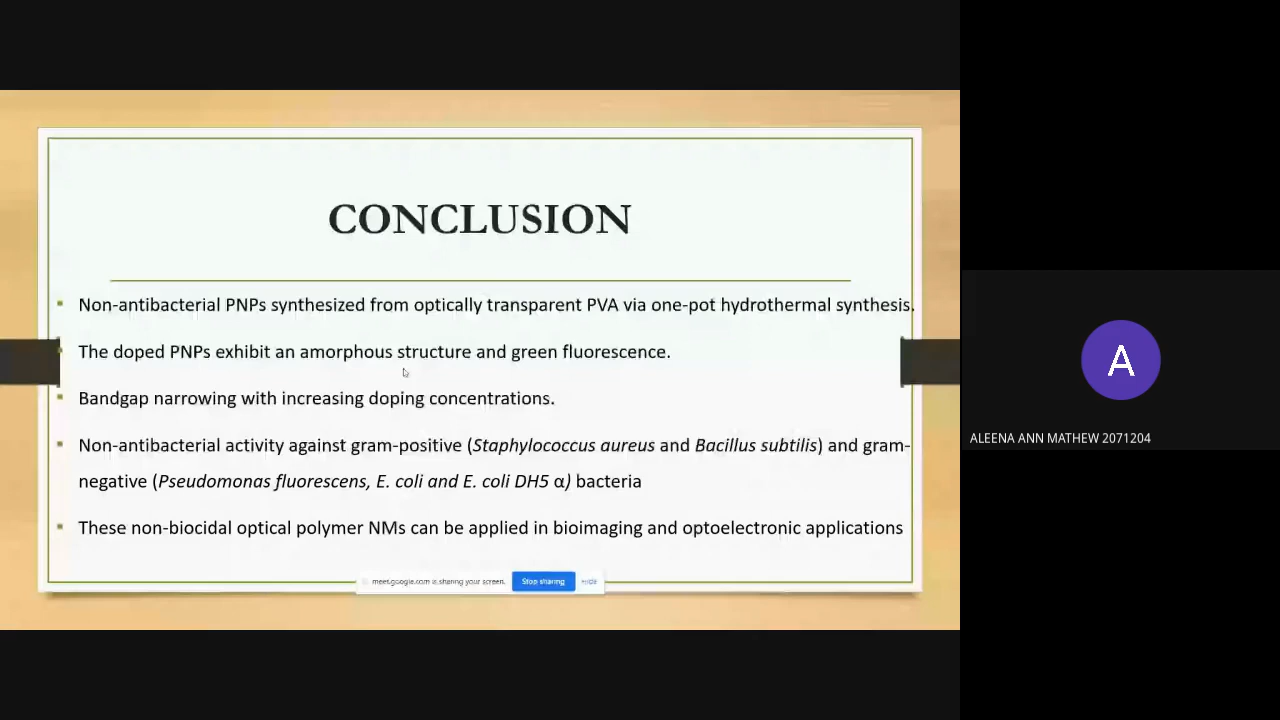 CONCLUSION
Non-antibacterial PNPs synthesized from optically transparent PVA via one-pot hydrothermal synthesis.
The doped PNPs exhibit an amorphous structure and green fluorescence.
Bandgap narrowing with increasing doping concentrations.
Non-antibacterial activity against gram-positive (Staphylococcus aureus and Bacillus subtilis) and gram-
negative (Pseudomonas fluorescens, E. coli and E. coli DH5 α) bacteria
These non-biocidal optical polymer NMs can be applied in bioimaging and optoelectronic applications
meet.google.com is sharing your screen. Stop sharing Hide
A
ALEENA ANN MATHEW 2071204